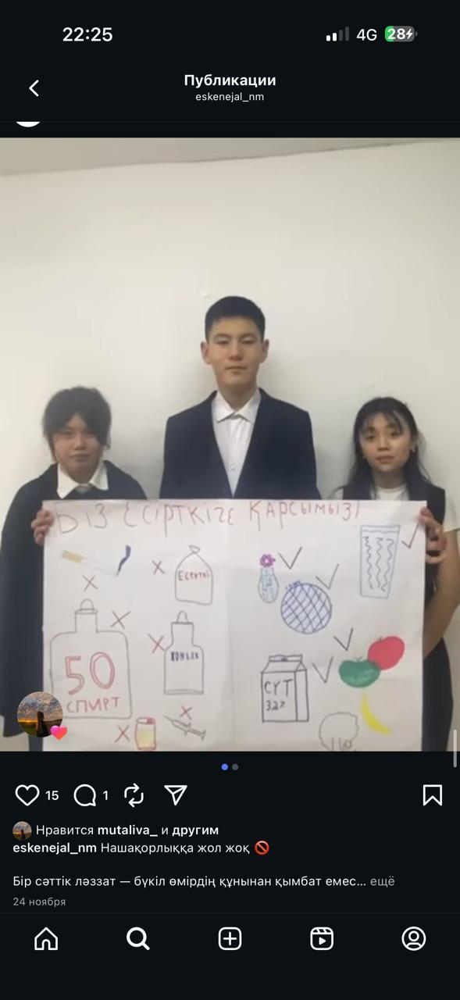 22:25
4G
28
Публикации
eskenejal_nm
БІЗ ЕСІРТКІГЕ ҚАРСЫМЫЗ!
ЕСІРТКІ
50
СПИРТ
КОНЬЯК
СҮТ
3.2%
15
1
Нравится mutaliva_ и другим
eskenejal_nm Нашақорлыққа жол жоқ 🚫
Бір сәттік ләззат — бүкіл өмірдің құнынан қымбат емес... ещё
24 ноября